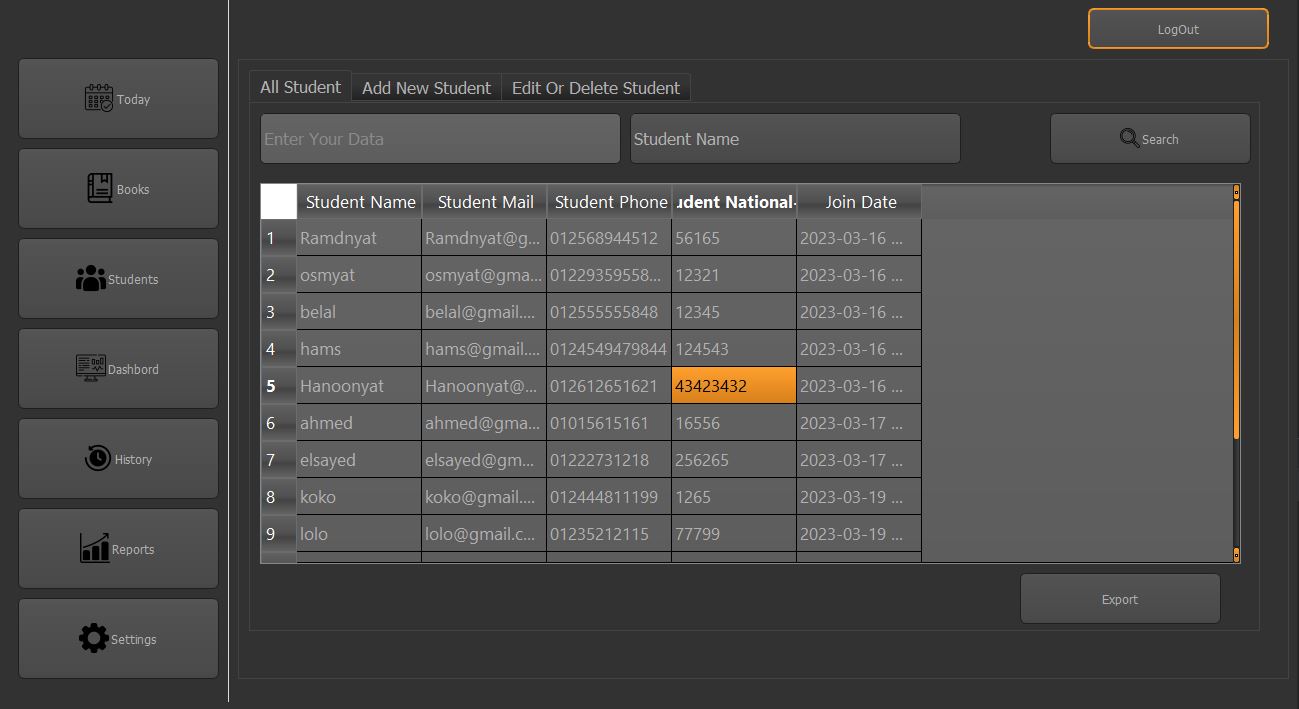 LogOut
Today
Books
Students
Dashbord
History
Reports
Settings
All Student Add New Student Edit Or Delete Student
Enter Your Data Student Name Search
Student Name Student Mail Student Phone National- Join Date
1 Ramdnyat Ramdnyat@g... 012568944512 56165 2023-03-16 ...
2 osmyat osmyat@gma... 01229359558... 12321 2023-03-16 ...
3 belal belal@gmail.... 012555555848 12345 2023-03-16 ...
4 hams hams@gmail.... 0124549479844 124543 2023-03-16 ...
5 Hanoonyat Hanoonyat@... 012612651621 43423432 2023-03-16 ...
6 ahmed ahmed@gma... 01015615161 16556 2023-03-17 ...
7 elsayed elsayed@gm... 01222731218 256265 2023-03-17 ...
8 koko koko@gmail.... 012444811199 1265 2023-03-19 ...
9 lolo lolo@gmail.c... 01235212115 77799 2023-03-19 ...
Export